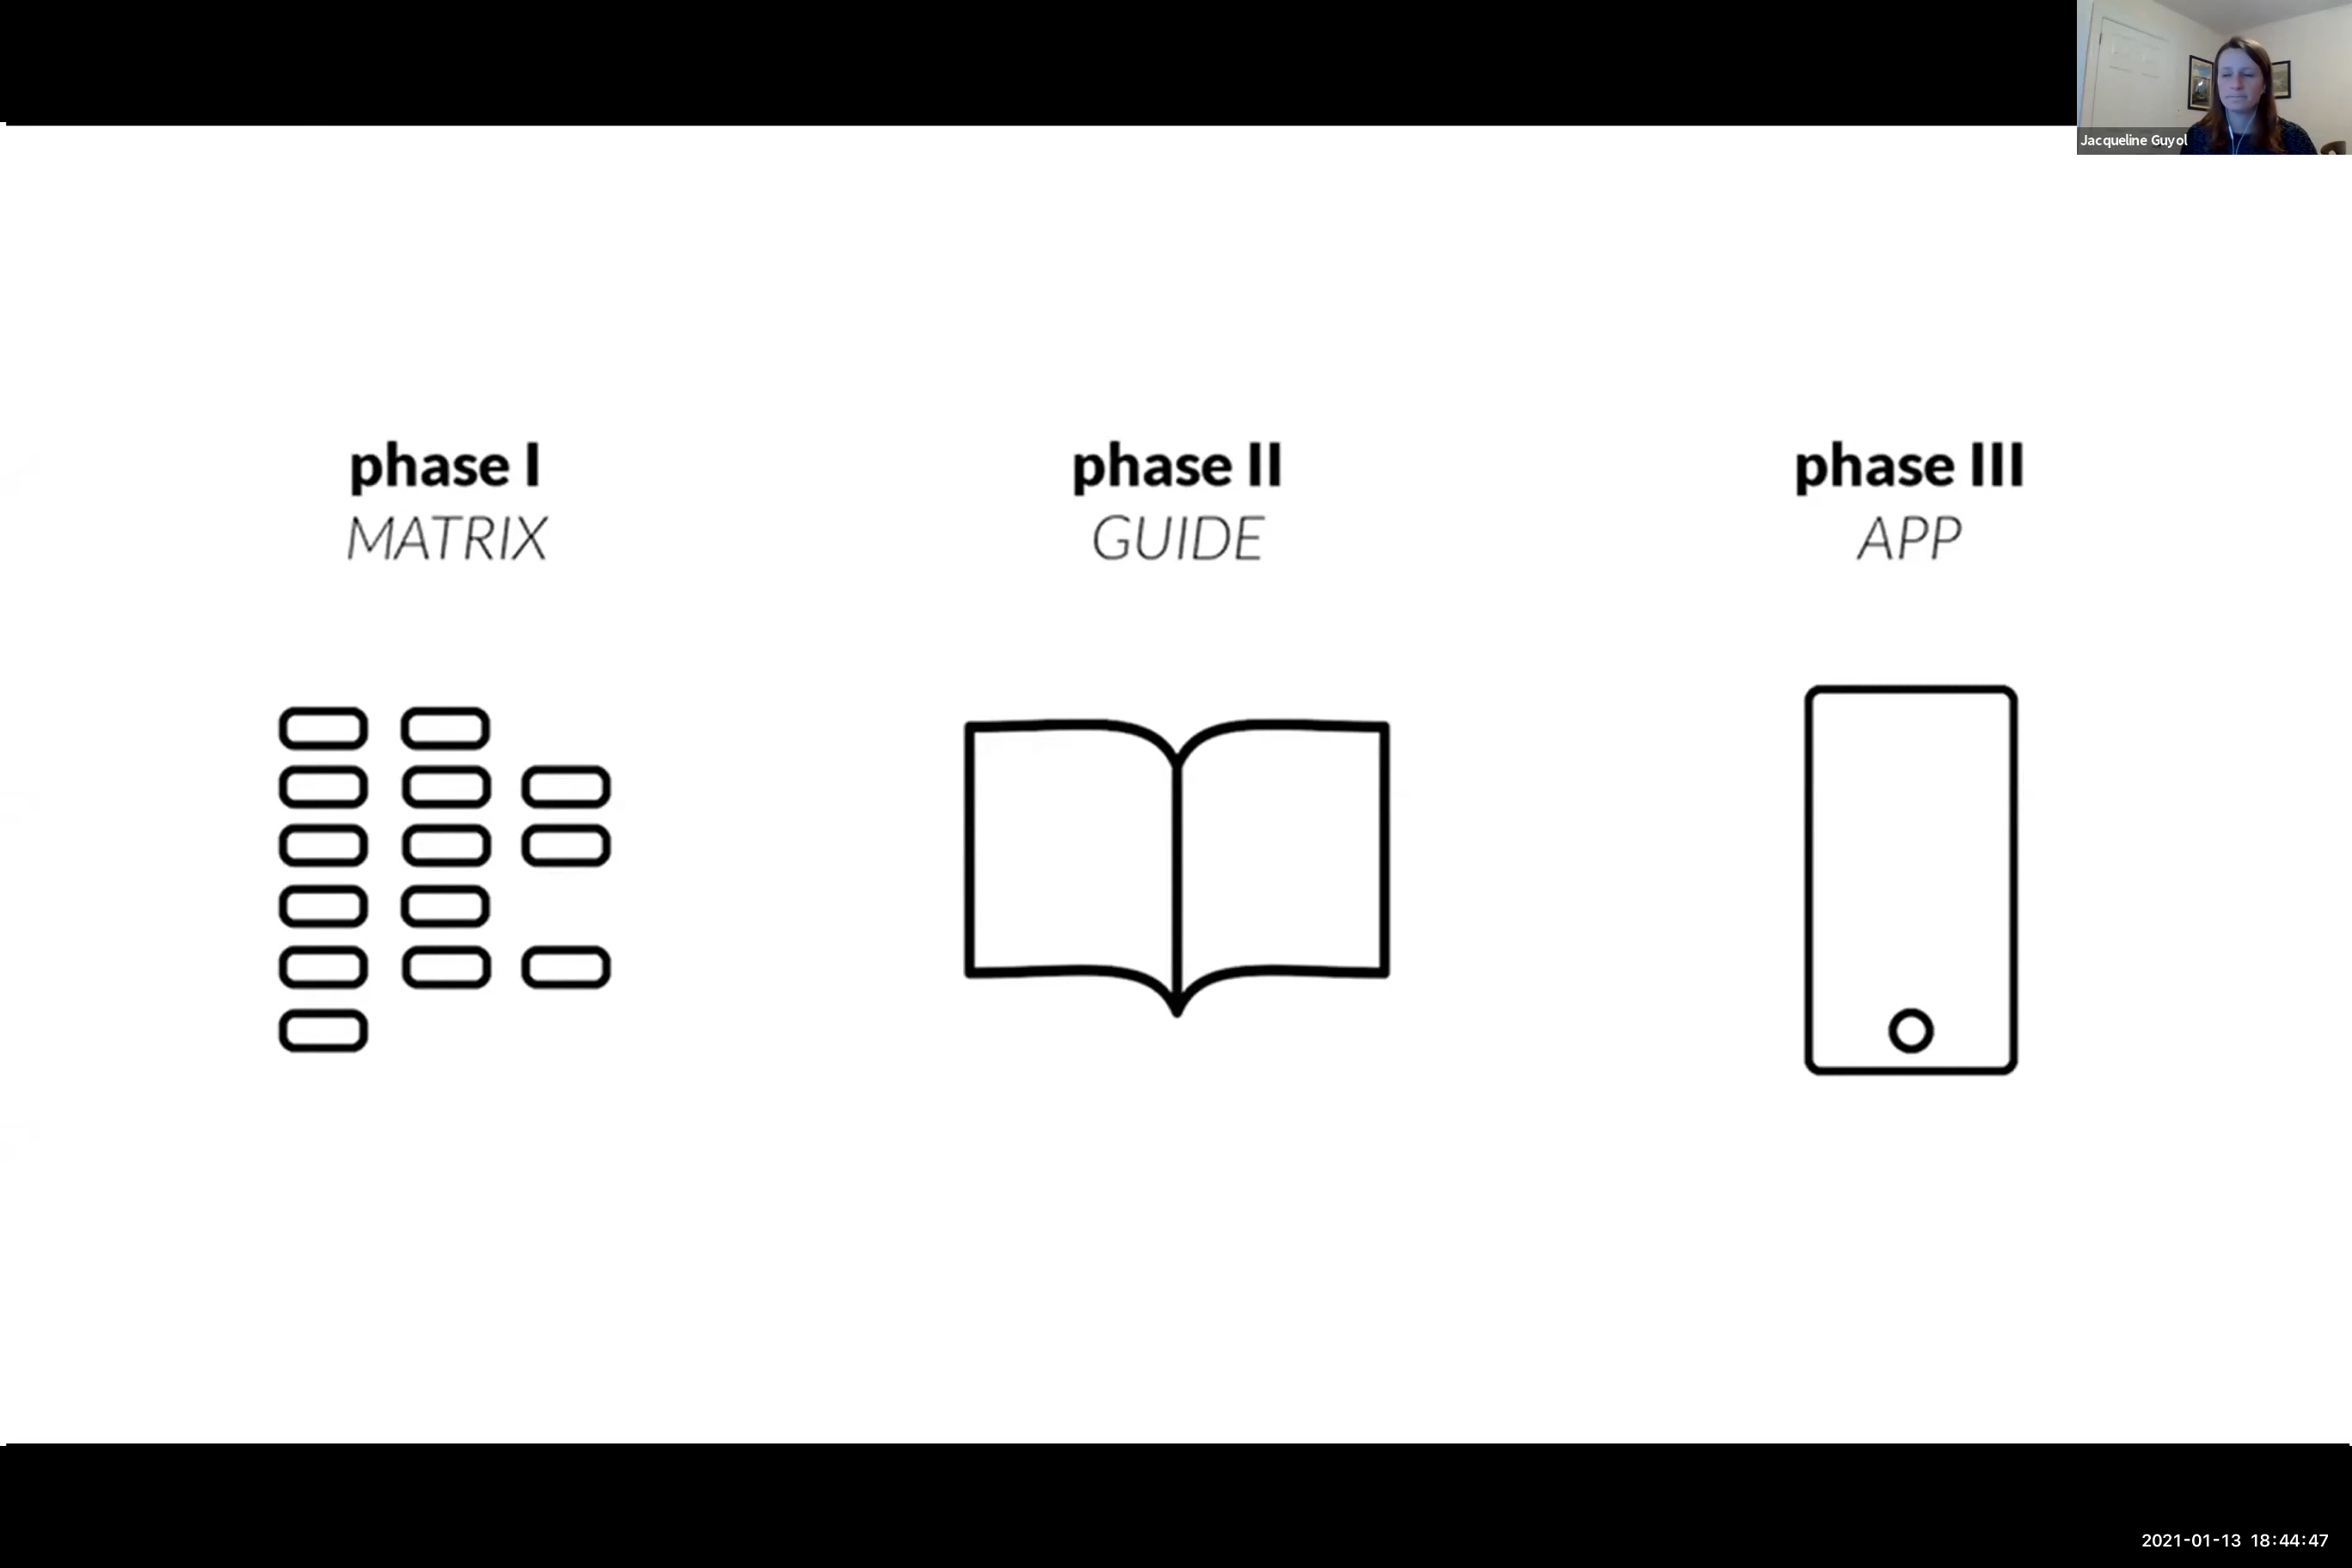 Jacqueline Guyol
phase I
MATRIX
phase II
GUIDE
phase III
APP
2021-01-13 18:44:47